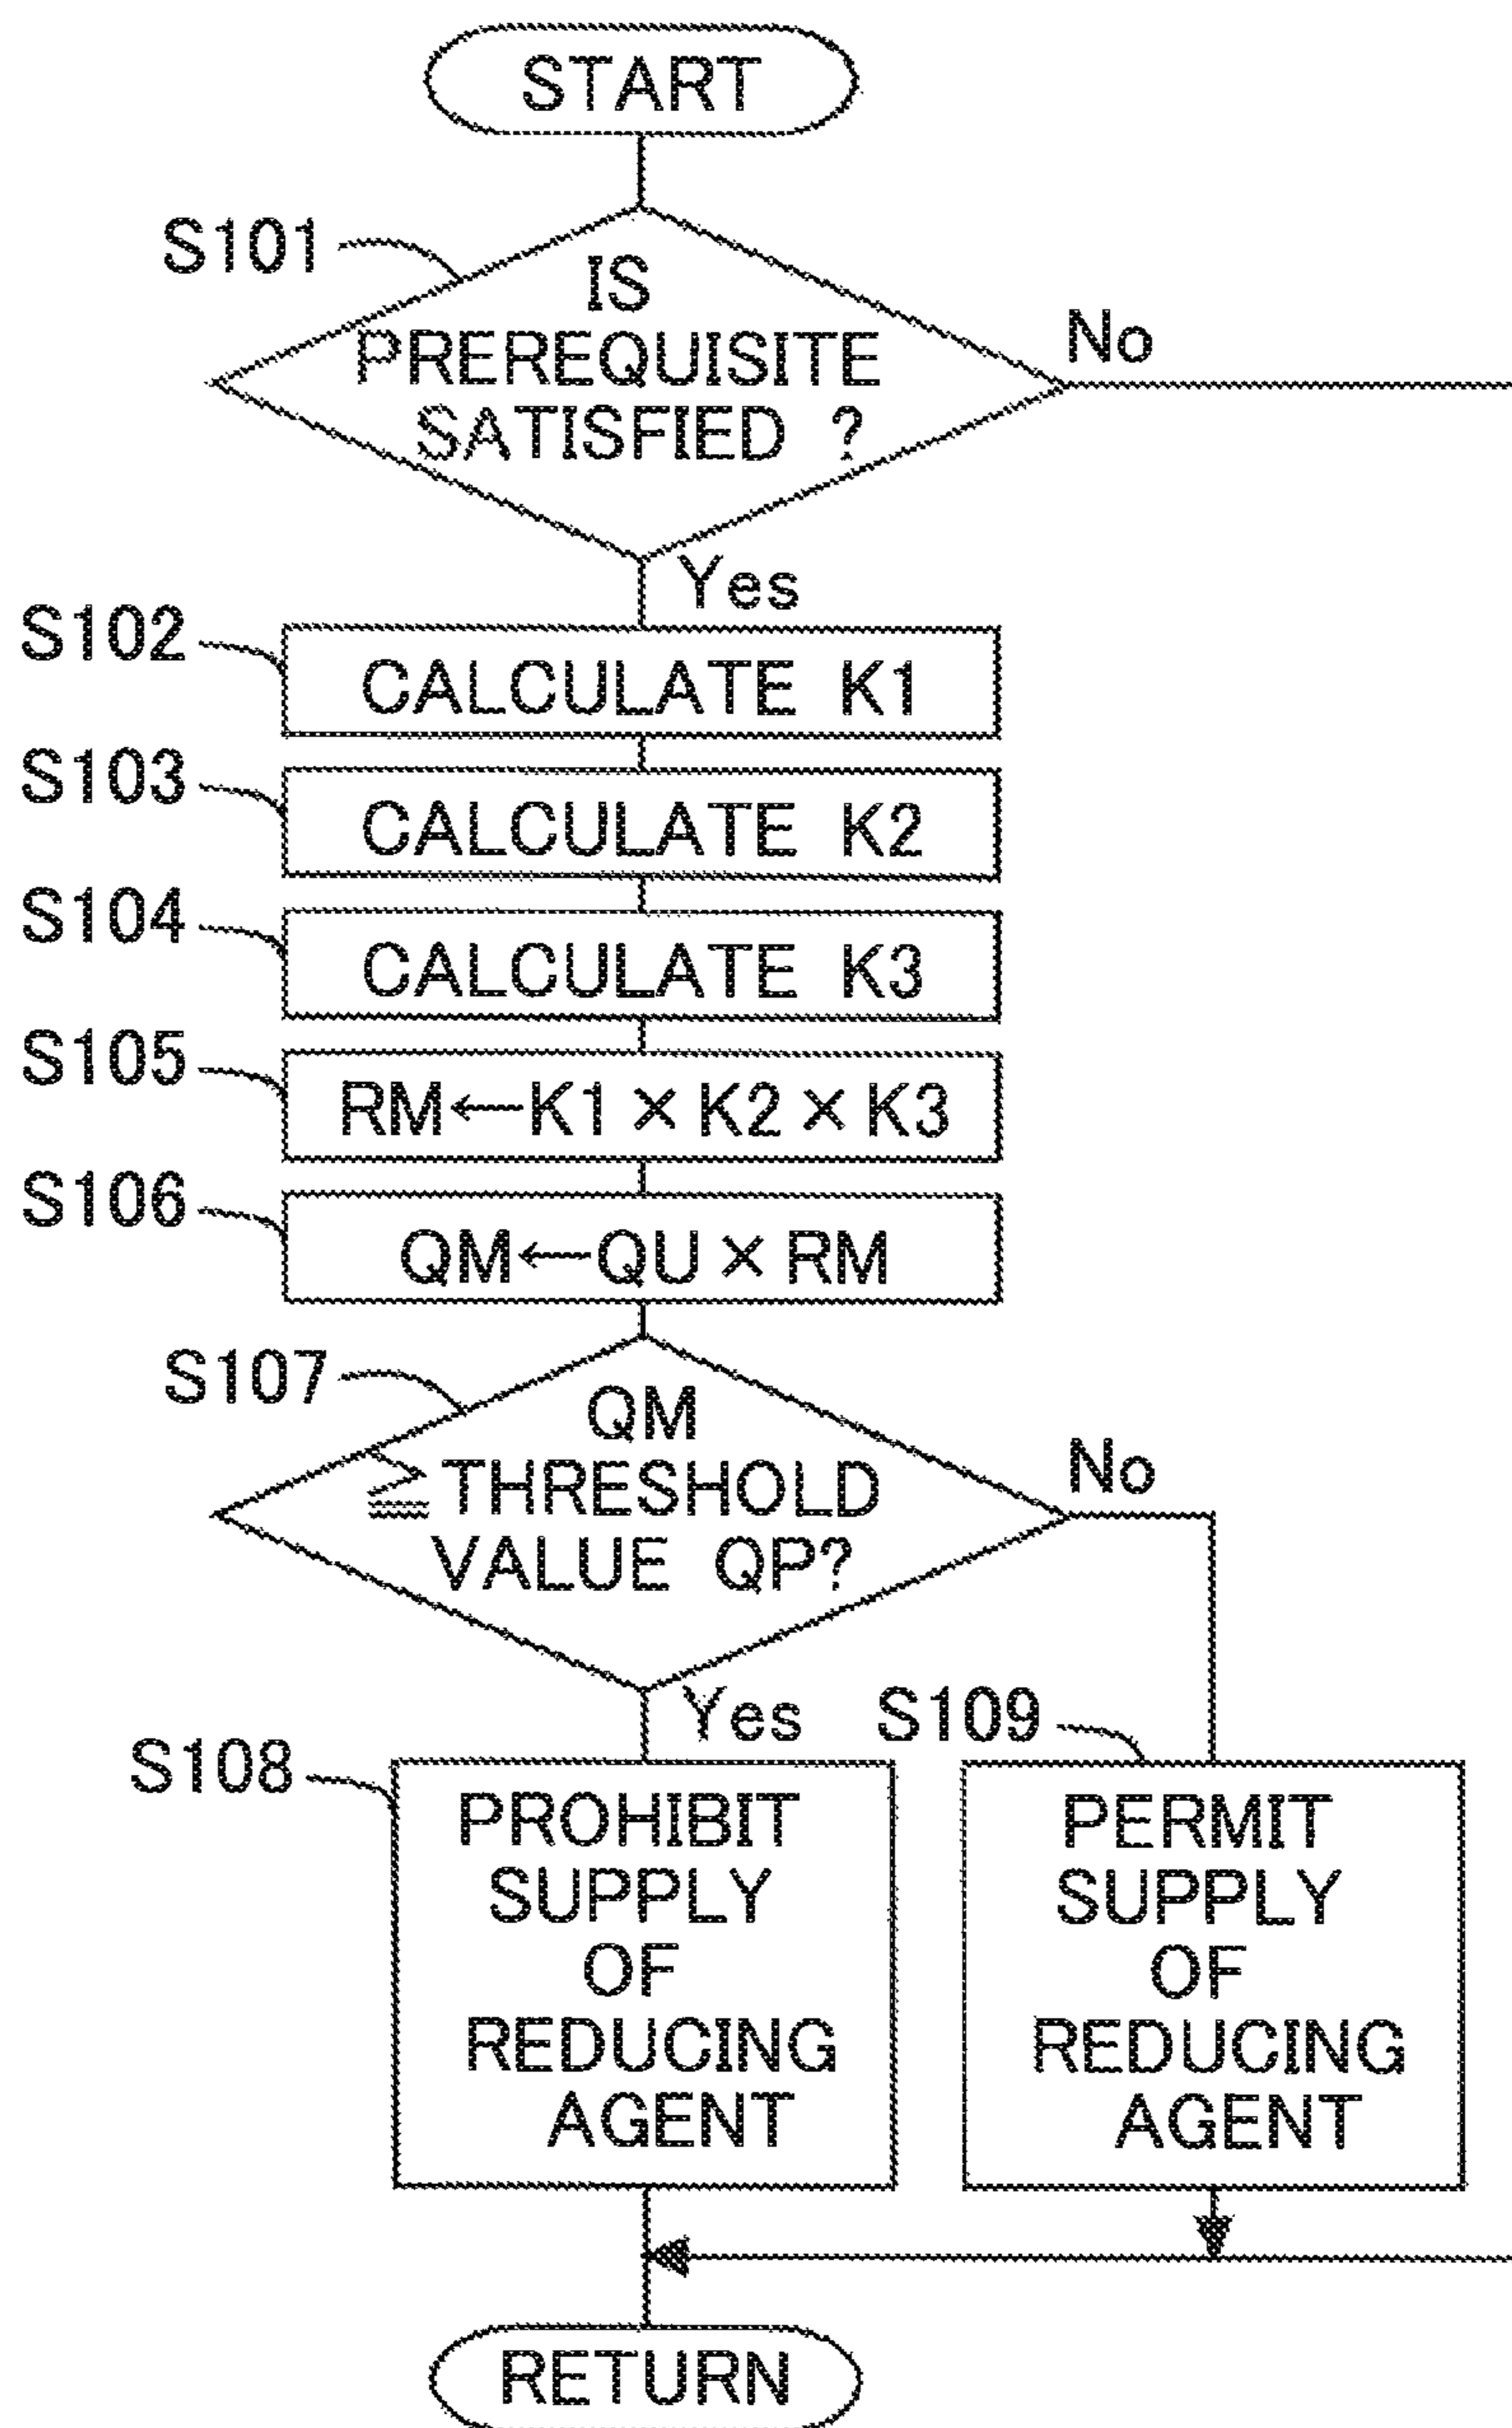 START
S101
IS
PREREQUISITE
SATISFIED ?
No
Yes
S102
CALCULATE K1
S103
CALCULATE K2
S104
CALCULATE K3
S105
RM←K1×K2×K3
S106
QM←QU×RM
S107
QM
≧THRESHOLD
VALUE QP?
No
Yes
S108
PROHIBIT
SUPPLY
OF
REDUCING
AGENT
S109
PERMIT
SUPPLY
OF
REDUCING
AGENT
RETURN